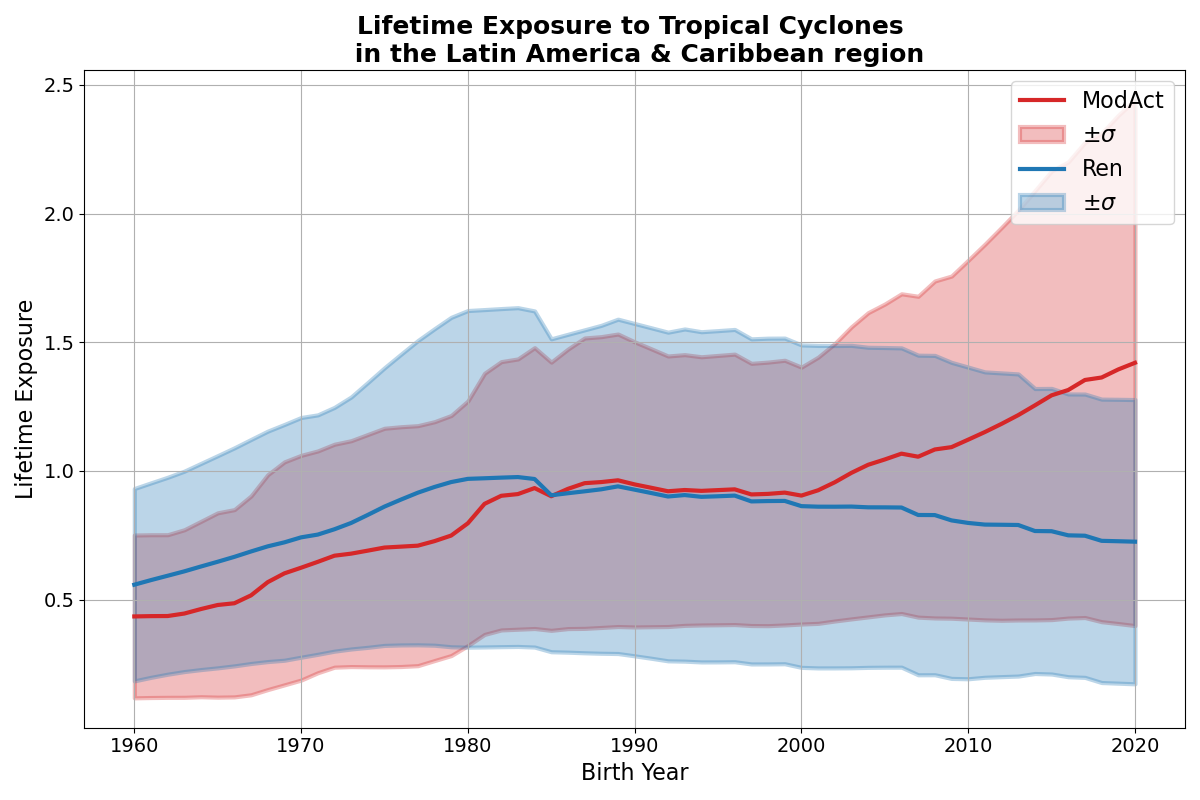 Lifetime Exposure to Tropical Cyclones
in the Latin America & Caribbean region
2.5
2.0
1.5
1.0
0.5
Lifetime Exposure
ModAct
±σ
Ren
±σ
1960
1970
1980
1990
2000
2010
2020
Birth Year